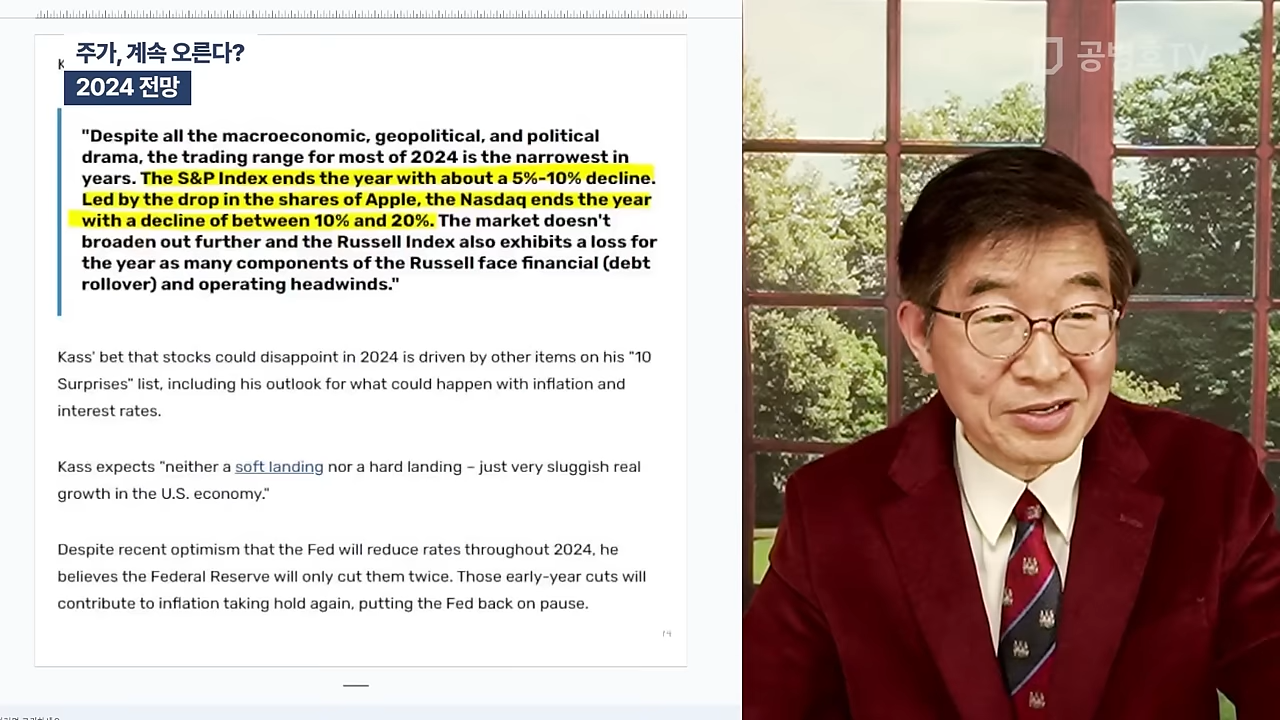 주가, 계속 오른다?
2024 전망
공병호TV
"Despite all the macroeconomic, geopolitical, and political
drama, the trading range for most of 2024 is the narrowest in
years. The S&P Index ends the year with about a 5%-10% decline.
Led by the drop in the shares of Apple, the Nasdaq ends the year
with a decline of between 10% and 20%. The market doesn't
broaden out further and the Russell Index also exhibits a loss for
the year as many components of the Russell face financial (debt
rollover) and operating headwinds."
Kass' bet that stocks could disappoint in 2024 is driven by other items on his "10
Surprises" list, including his outlook for what could happen with inflation and
interest rates.
Kass expects "neither a soft landing nor a hard landing – just very sluggish real
growth in the U.S. economy."
Despite recent optimism that the Fed will reduce rates throughout 2024, he
believes the Federal Reserve will only cut them twice. Those early-year cuts will
contribute to inflation taking hold again, putting the Fed back on pause.